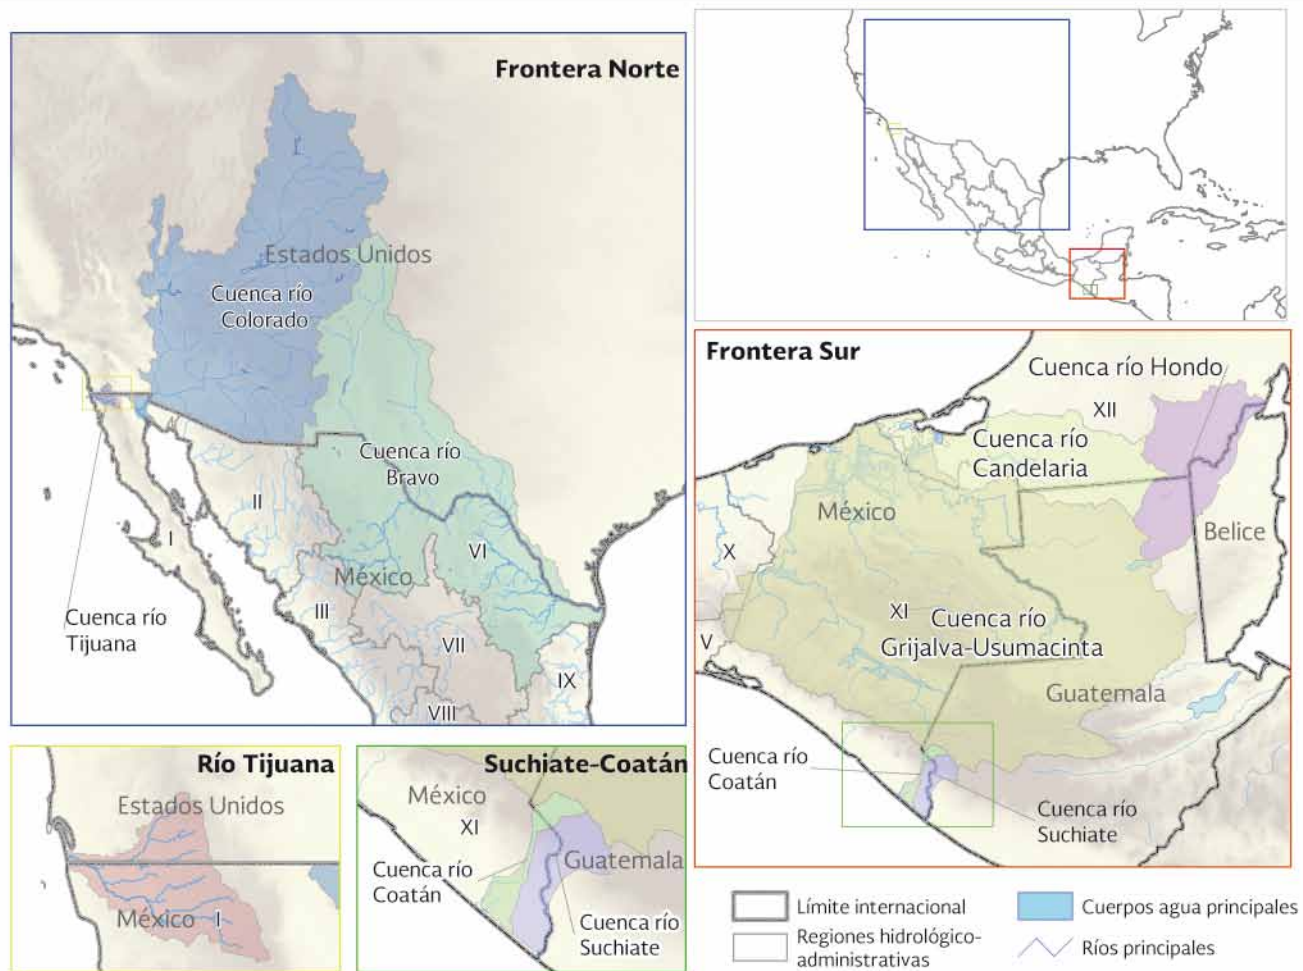 Frontera Norte
Estados Unidos
Cuenca río
Colorado
Cuenca río
Bravo
II
I
VI
México
III
Cuenca río
Tijuana
VII
IX
VIII
Frontera Sur
Cuenca río Hondo
XII
Cuenca río
Candelaria
México
Belice
X
XI
Cuenca río
Grijalva-Usumacinta
V
Guatemala
Cuenca río
Coatán
Cuenca río
Suchiate
Río Tijuana
Estados Unidos
México
I
Suchiate-Coatán
México
XI
Guatemala
Cuenca río
Coatán
Cuenca río
Suchiate
Límite internacional
Regiones hidrológico-
administrativas
Cuerpos agua principales
Ríos principales